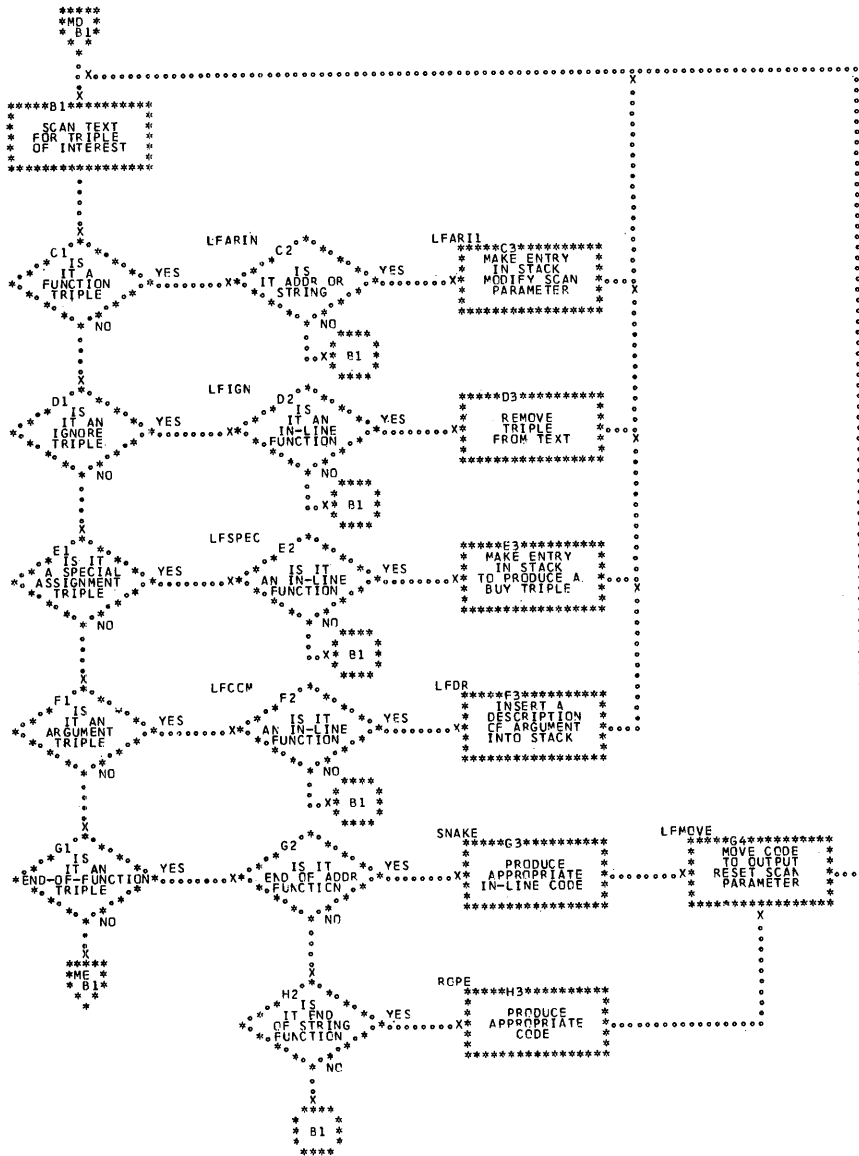 MD
B1
B1
SCAN TEXT
FOR TRIPLE
OF INTEREST
C1
IS
IT A
FUNCTION
TRIPLE
YES
NO
LFARIN
C2
IS
IT ADDR OR
STRING
YES
NO
B1
LFARI1
C3
MAKE ENTRY
IN STACK
MODIFY SCAN
PARAMETER
D1
IS
IT AN
IGNORE
TRIPLE
YES
NO
LFIGN
D2
IS
IT AN
IN-LINE
FUNCTION
YES
NO
B1
D3
REMOVE
TRIPLE
FROM TEXT
E1
IS IT
A SPECIAL
ASSIGNMENT
TRIPLE
YES
NO
LFSPEC
E2
IS IT
AN IN-LINE
FUNCTION
YES
NO
B1
E3
MAKE ENTRY
IN STACK
TO PRODUCE A
BUY TRIPLE
F1
IS
IT AN
ARGUMENT
TRIPLE
YES
NO
LFCCM
F2
IS IT
AN IN-LINE
FUNCTION
YES
NO
B1
LFDR
F3
INSERT A
DESCRIPTION
CF ARGUMENT
INTO STACK
G1
IS
IT AN
END-OF-FUNCTION
TRIPLE
YES
NO
ME
B1
G2
IS IT
END OF ADDR
FUNCTION
YES
NO
SNAKE
G3
PRODUCE
APPROPRIATE
IN-LINE CODE
LFMOVE
G4
MOVE CODE
TO OUTPUT
RESET SCAN
PARAMETER
H2
IS
IT END
OF STRING
FUNCTION
YES
NO
B1
RCPE
H3
PRODUCE
APPROPRIATE
CODE